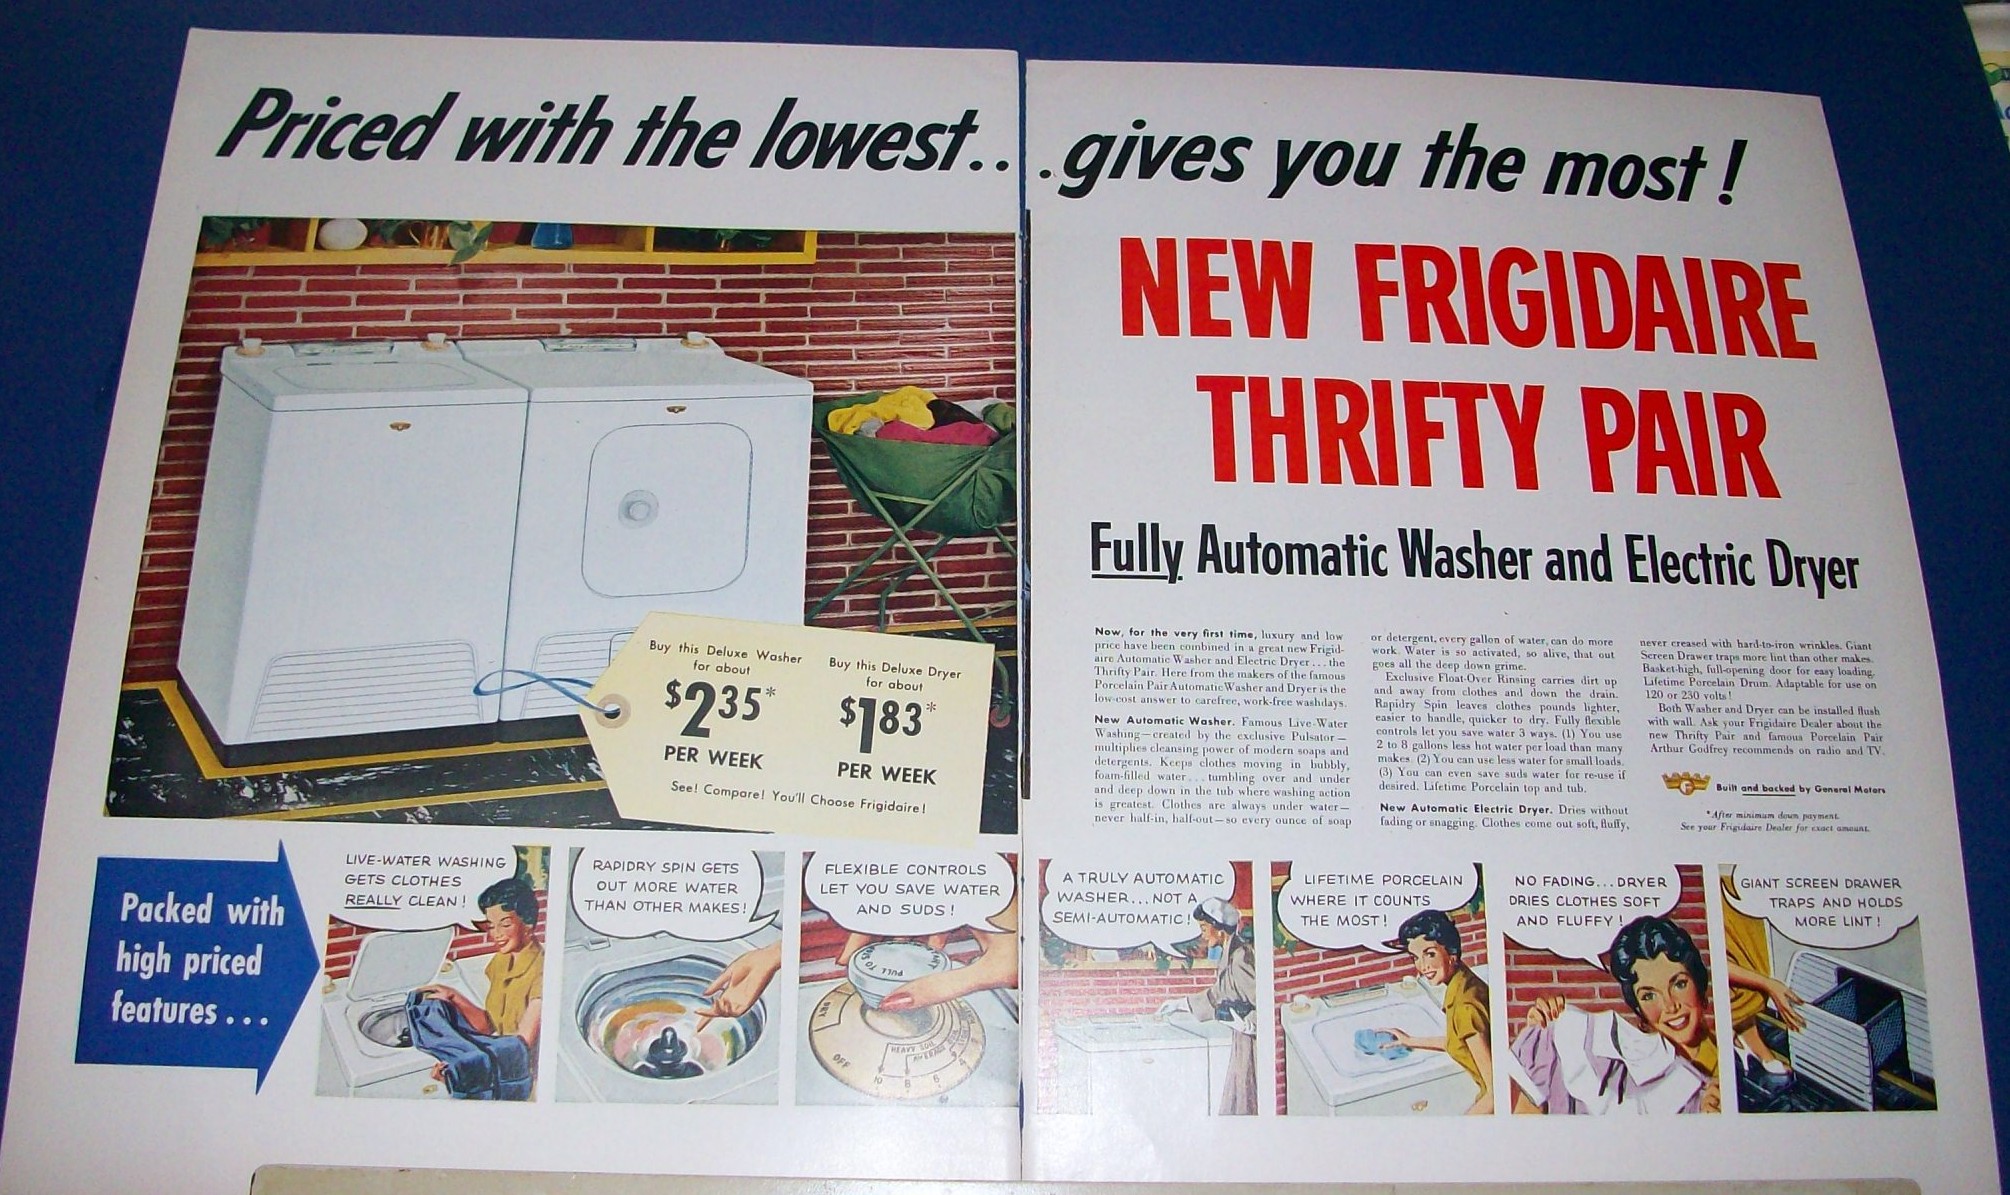 Priced with the lowest... gives you the most!
NEW FRIGIDAIRE
THRIFTY PAIR
Fully Automatic Washer and Electric Dryer
Buy this Deluxe Washer
for about
$2.35*
PER WEEK
Buy this Deluxe Dryer
for about
$1.83*
PER WEEK
See! Compare! You'll Choose Frigidaire!
Now, for the very first time, luxury and low
price have been combined in a great new Frigid-
aire Automatic Washer and Electric Dryer...the
Thrifty Pair. Here from the makers of the famous
Porcelain Pair Automatic Washer and Dryer is the
low-cost answer to carefree, work-free washdays.
New Automatic Washer. Famous Live-Water
Washing—created by the exclusive Pulsator—
multiplies cleansing power of modern soaps and
detergents. Keeps clothes moving in bubbly,
foam-filled water...tumbling over and under
and deep down in the tub where washing action
is greatest. Clothes are always under water—
never half-in, half-out—so every ounce of soap
or detergent, every gallon of water, can do more
work. Water is so activated, so alive, that out
goes all the deep down grime.
Exclusive Float-Over Rinsing carries dirt up
and away from clothes and down the drain.
Rapidry Spin leaves clothes pounds lighter,
easier to handle, quicker to dry. Fully flexible
controls let you save water 3 ways. (1) You use
2 to 8 gallons less hot water per load than many
makes. (2) You can use less water for small loads.
(3) You can even save suds water for re-use if
desired. Lifetime Porcelain top and tub.
New Automatic Electric Dryer. Dries without
fading or snagging. Clothes come out soft, fluffy,
never creased with hard-to-iron wrinkles. Giant
Screen Drawer traps more lint than other makes.
Basket-high, full-opening door for easy loading.
Lifetime Porcelain Drum. Adaptable for use on
120 or 230 volts!
Both Washer and Dryer can be installed flush
with wall. Ask your Frigidaire Dealer about the
new Thrifty Pair and famous Porcelain Pair
Arthur Godfrey recommends on radio and TV.
Built and backed by General Motors
*After minimum down payment.
See your Frigidaire Dealer for exact amount.
Packed with
high priced
features...
LIVE-WATER WASHING
GETS CLOTHES
REALLY CLEAN!
RAPIDRY SPIN GETS
OUT MORE WATER
THAN OTHER MAKES!
FLEXIBLE CONTROLS
LET YOU SAVE WATER
AND SUDS!
PULL TO
OFF
HEAVY SOIL
AVERAGE
10 8 6 4 2
A TRULY AUTOMATIC
WASHER...NOT A
SEMI-AUTOMATIC!
LIFETIME PORCELAIN
WHERE IT COUNTS
THE MOST!
NO FADING...DRYER
DRIES CLOTHES SOFT
AND FLUFFY!
GIANT SCREEN DRAWER
TRAPS AND HOLDS
MORE LINT!